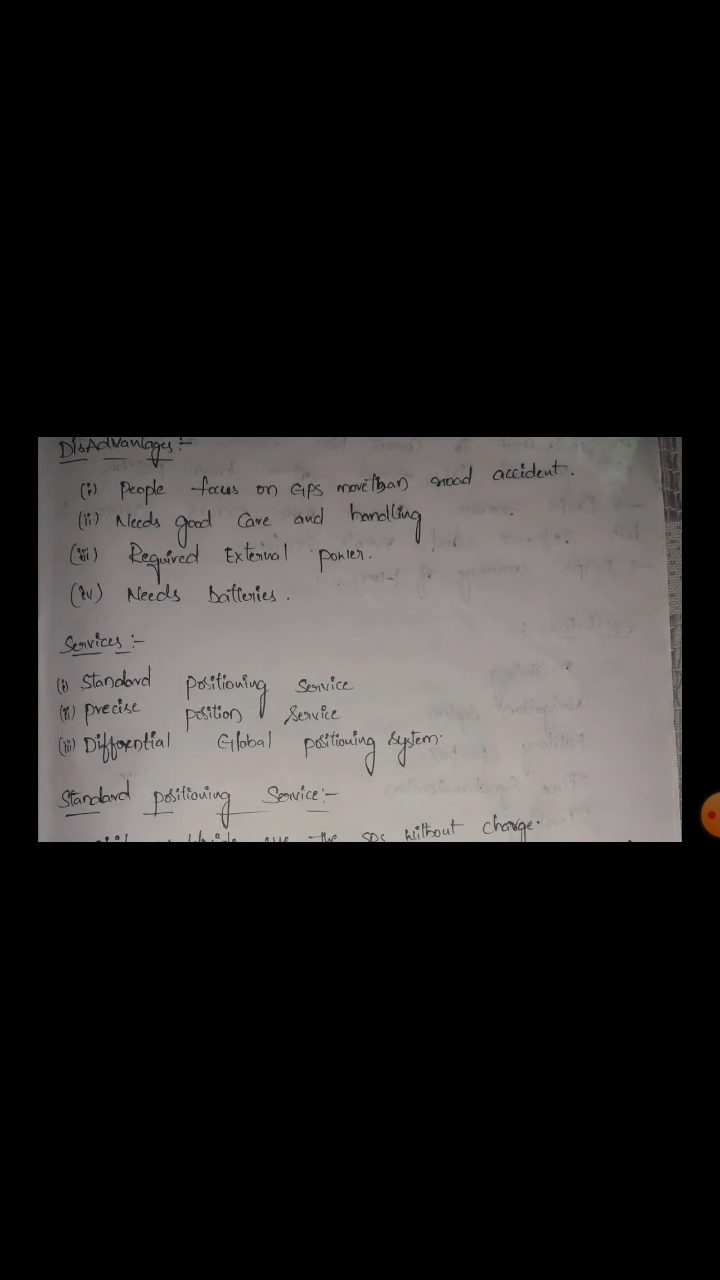 DisAdvantages:-
(i) People focus on GPS morethan road accident.
(ii) Needs good Care and handling
(iii) Required External power.
(iv) Needs batteries.
Services:-
(i) Standard positioning Service
(ii) precise position Service
(iii) Differential Global positioning System.
Standard positioning Service:-
the SPS without charge.